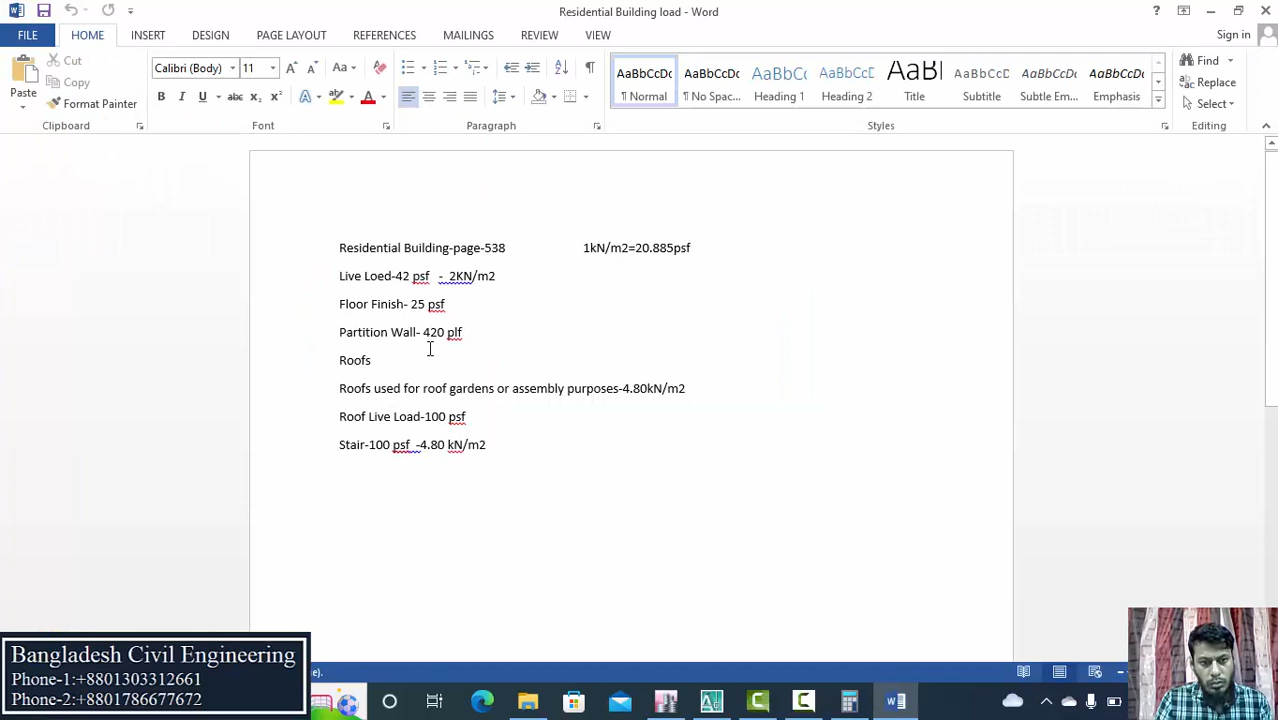 Residential Building load - Word
Sign in
FILE HOME INSERT DESIGN PAGE LAYOUT REFERENCES MAILINGS REVIEW VIEW
Paste
Cut
Copy
Format Painter
Clipboard
Calibri (Body) 11
Font
Paragraph
AaBbCcDc AaBbCcDc AaBbCc AaBbCcC AaBl AaBbCcD AaBbCcDc AaBbCcDc
¶ Normal ¶ No Spac... Heading 1 Heading 2 Title Subtitle Subtle Em... Emphasis
Styles
Find
Replace
Select
Editing
Residential Building-page-538 1kN/m2=20.885psf
Live Loed-42 psf - 2KN/m2
Floor Finish- 25 psf
Partition Wall- 420 plf
Roofs
Roofs used for roof gardens or assembly purposes-4.80kN/m2
Roof Live Load-100 psf
Stair-100 psf -4.80 kN/m2
Bangladesh Civil Engineering
Phone-1:+8801303312661
Phone-2:+8801786677672